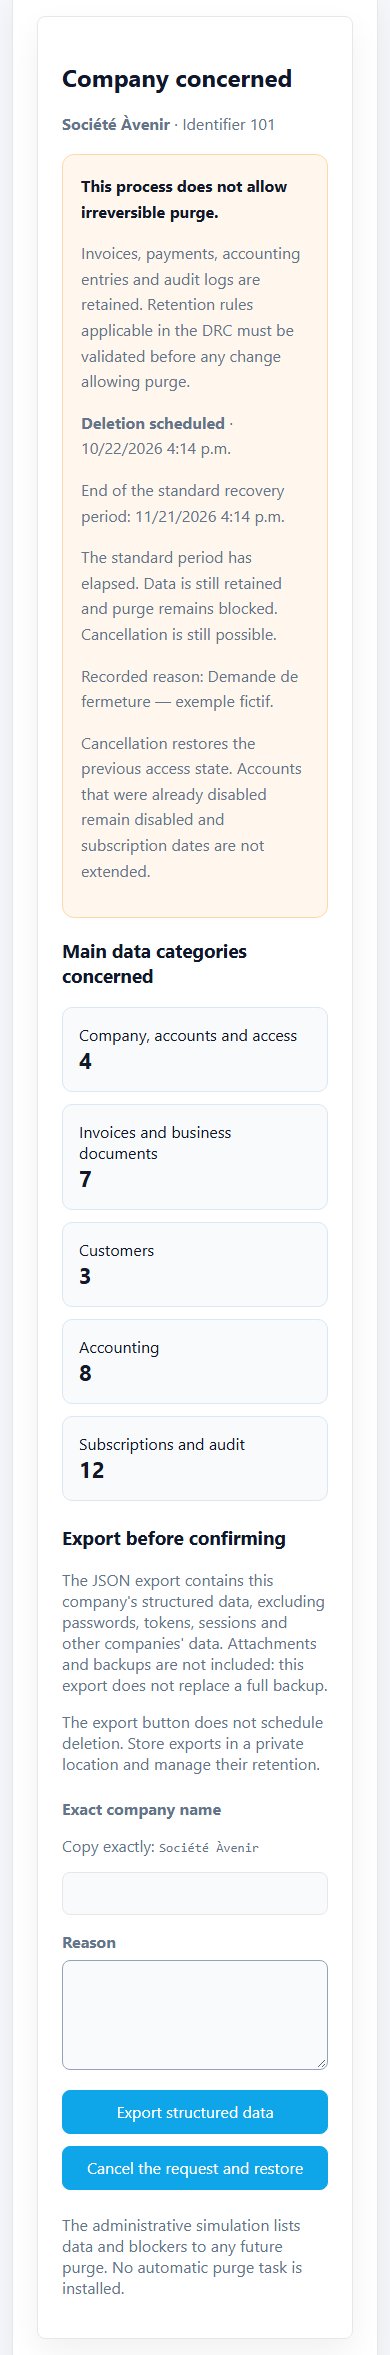 Company concerned
Société Àvenir · Identifier 101
This process does not allow
irreversible purge.
Invoices, payments, accounting
entries and audit logs are
retained. Retention rules
applicable in the DRC must be
validated before any change
allowing purge.
Deletion scheduled ·
10/22/2026 4:14 p.m.
End of the standard recovery
period: 11/21/2026 4:14 p.m.
The standard period has
elapsed. Data is still retained
and purge remains blocked.
Cancellation is still possible.
Recorded reason: Demande de
fermeture — exemple fictif.
Cancellation restores the
previous access state. Accounts
that were already disabled
remain disabled and
subscription dates are not
extended.
Main data categories
concerned
Company, accounts and access
4
Invoices and business
documents
7
Customers
3
Accounting
8
Subscriptions and audit
12
Export before confirming
The JSON export contains this
company's structured data, excluding
passwords, tokens, sessions and
other companies' data. Attachments
and backups are not included: this
export does not replace a full backup.
The export button does not schedule
deletion. Store exports in a private
location and manage their retention.
Exact company name
Copy exactly: Société Àvenir
Reason
Export structured data
Cancel the request and restore
The administrative simulation lists
data and blockers to any future
purge. No automatic purge task is
installed.